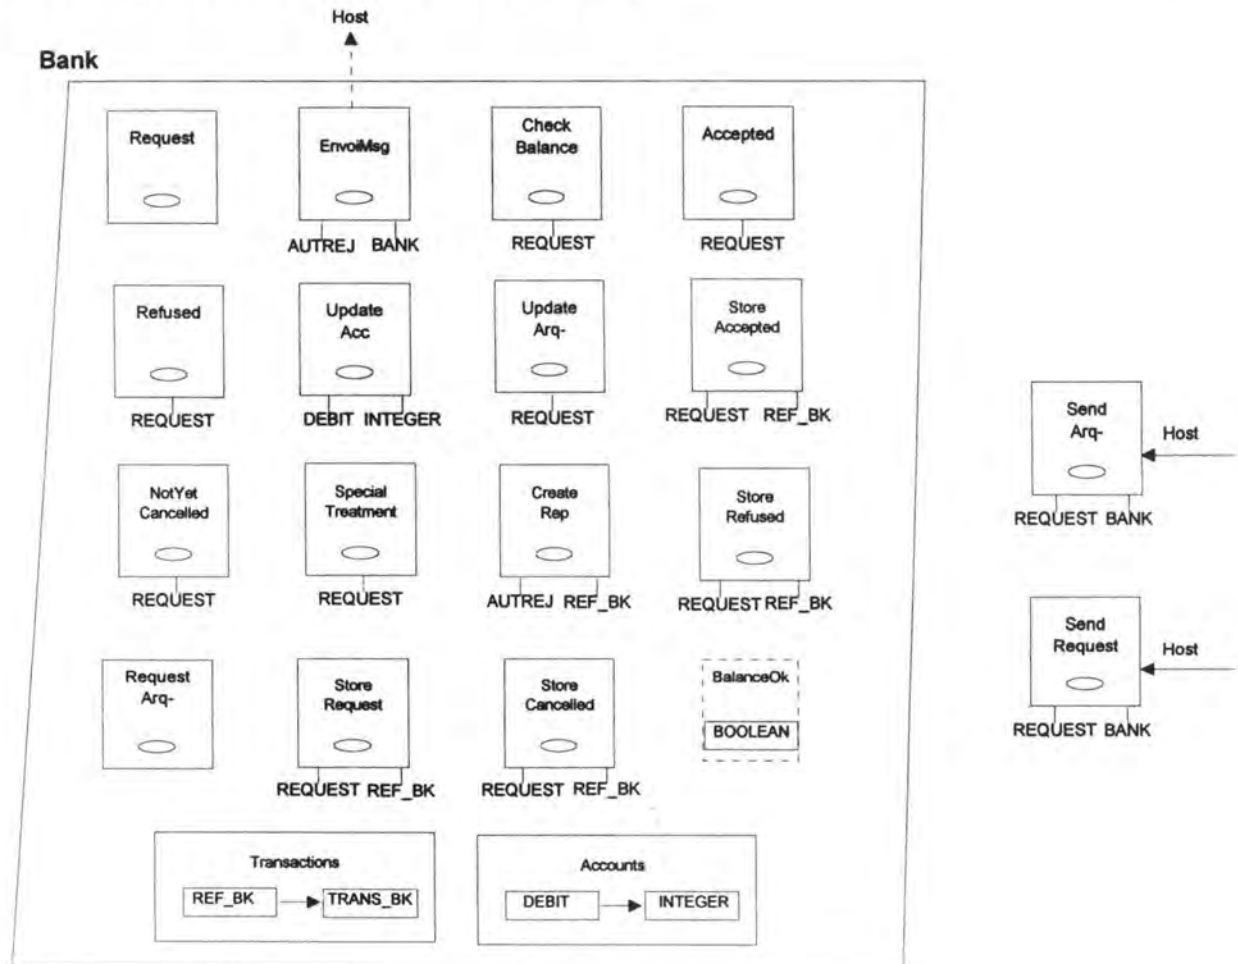 Host
Bank
Request
EnvoiMsg
Check
Balance
Accepted
AUTREJ BANK
REQUEST
REQUEST
Refused
Update
Acc
Update
Arq-
Store
Accepted
REQUEST
DEBIT INTEGER
REQUEST
REQUEST REF_BK
Send
Arq-
Host
REQUEST BANK
NotYet
Cancelled
Special
Treatment
Create
Rep
Store
Refused
REQUEST
REQUEST
AUTREJ REF_BK
REQUEST REF_BK
Send
Request
Host
REQUEST BANK
Request
Arq-
Store
Request
Store
Cancelled
BalanceOk
BOOLEAN
REQUEST REF_BK
REQUEST REF_BK
Transactions
REF_BK TRANS_BK
Accounts
DEBIT INTEGER